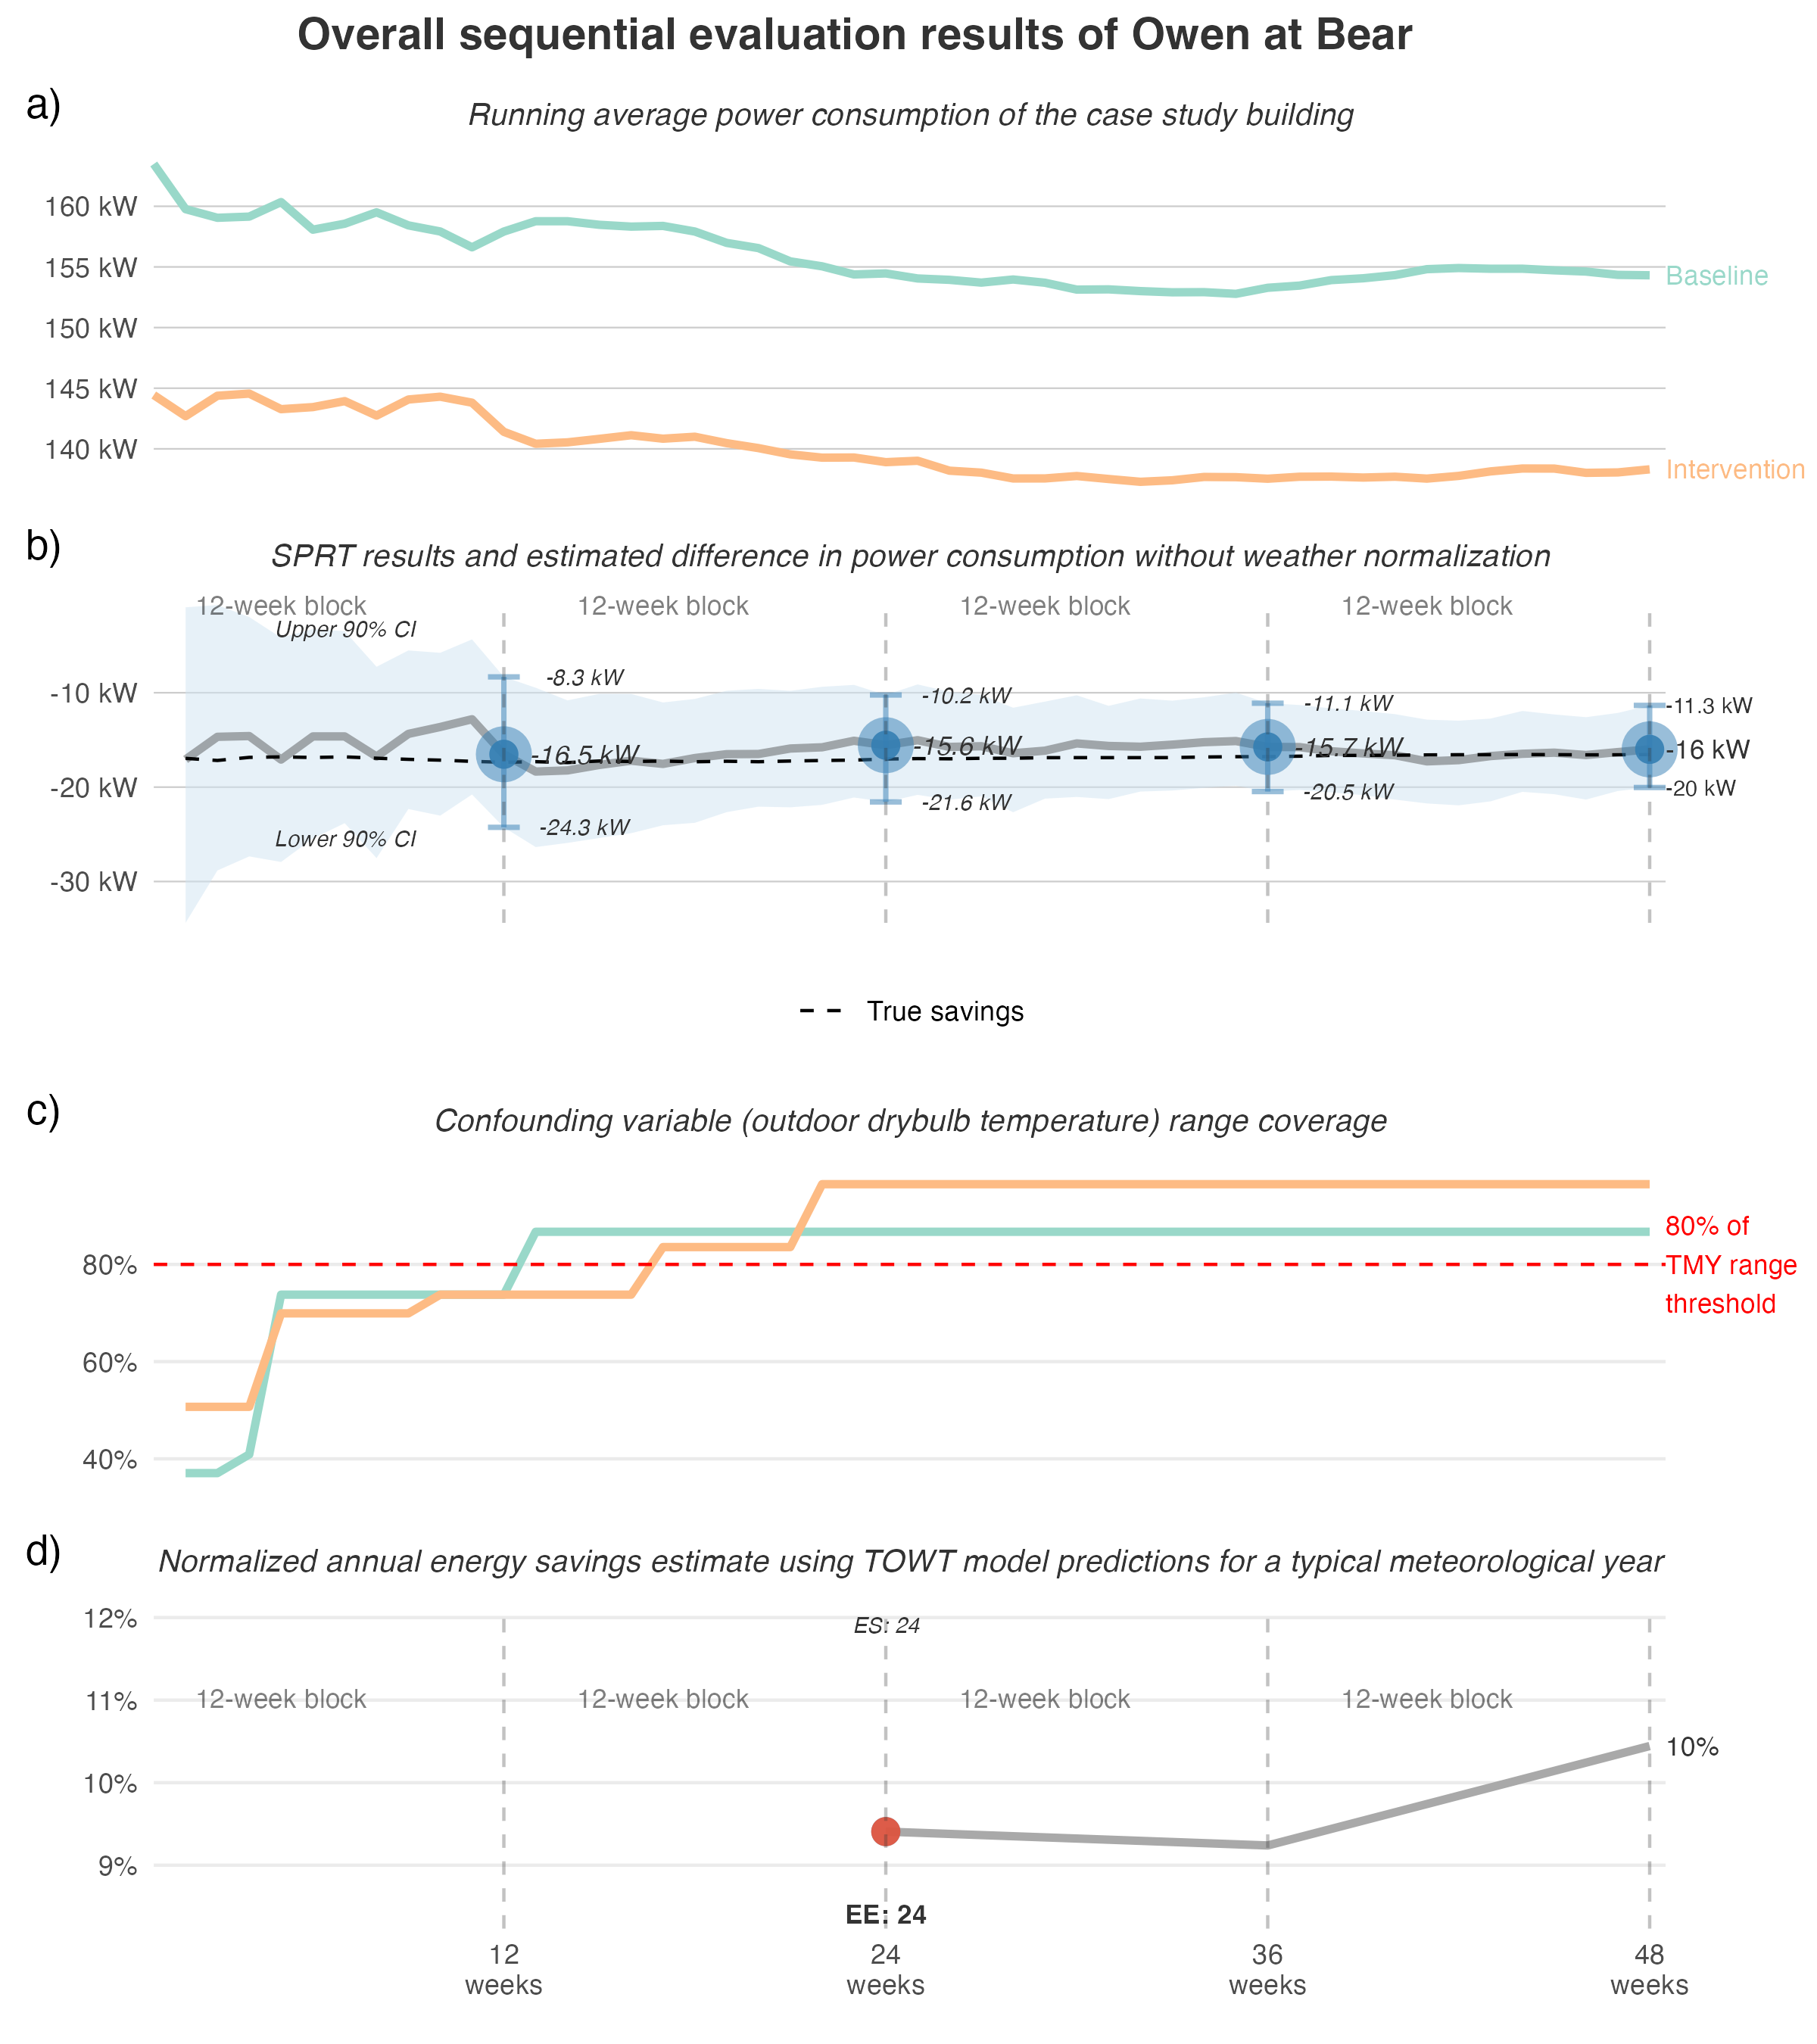 Overall sequential evaluation results of Owen at Bear
a)
Running average power consumption of the case study building
160 kW
155 kW
150 kW
145 kW
140 kW
Baseline
Intervention
b)
SPRT results and estimated difference in power consumption without weather normalization
12-week block
12-week block
12-week block
12-week block
Upper 90% CI
Lower 90% CI
-10 kW
-20 kW
-30 kW
-8.3 kW
-16.5 kW
-24.3 kW
-10.2 kW
-15.6 kW
-21.6 kW
-11.1 kW
-15.7 kW
-20.5 kW
-11.3 kW
-16 kW
-20 kW
True savings
c)
Confounding variable (outdoor drybulb temperature) range coverage
80%
60%
40%
80% of
TMY range
threshold
d)
Normalized annual energy savings estimate using TOWT model predictions for a typical meteorological year
12%
11%
10%
9%
ES: 24
12-week block
12-week block
12-week block
12-week block
10%
EE: 24
12
weeks
24
weeks
36
weeks
48
weeks